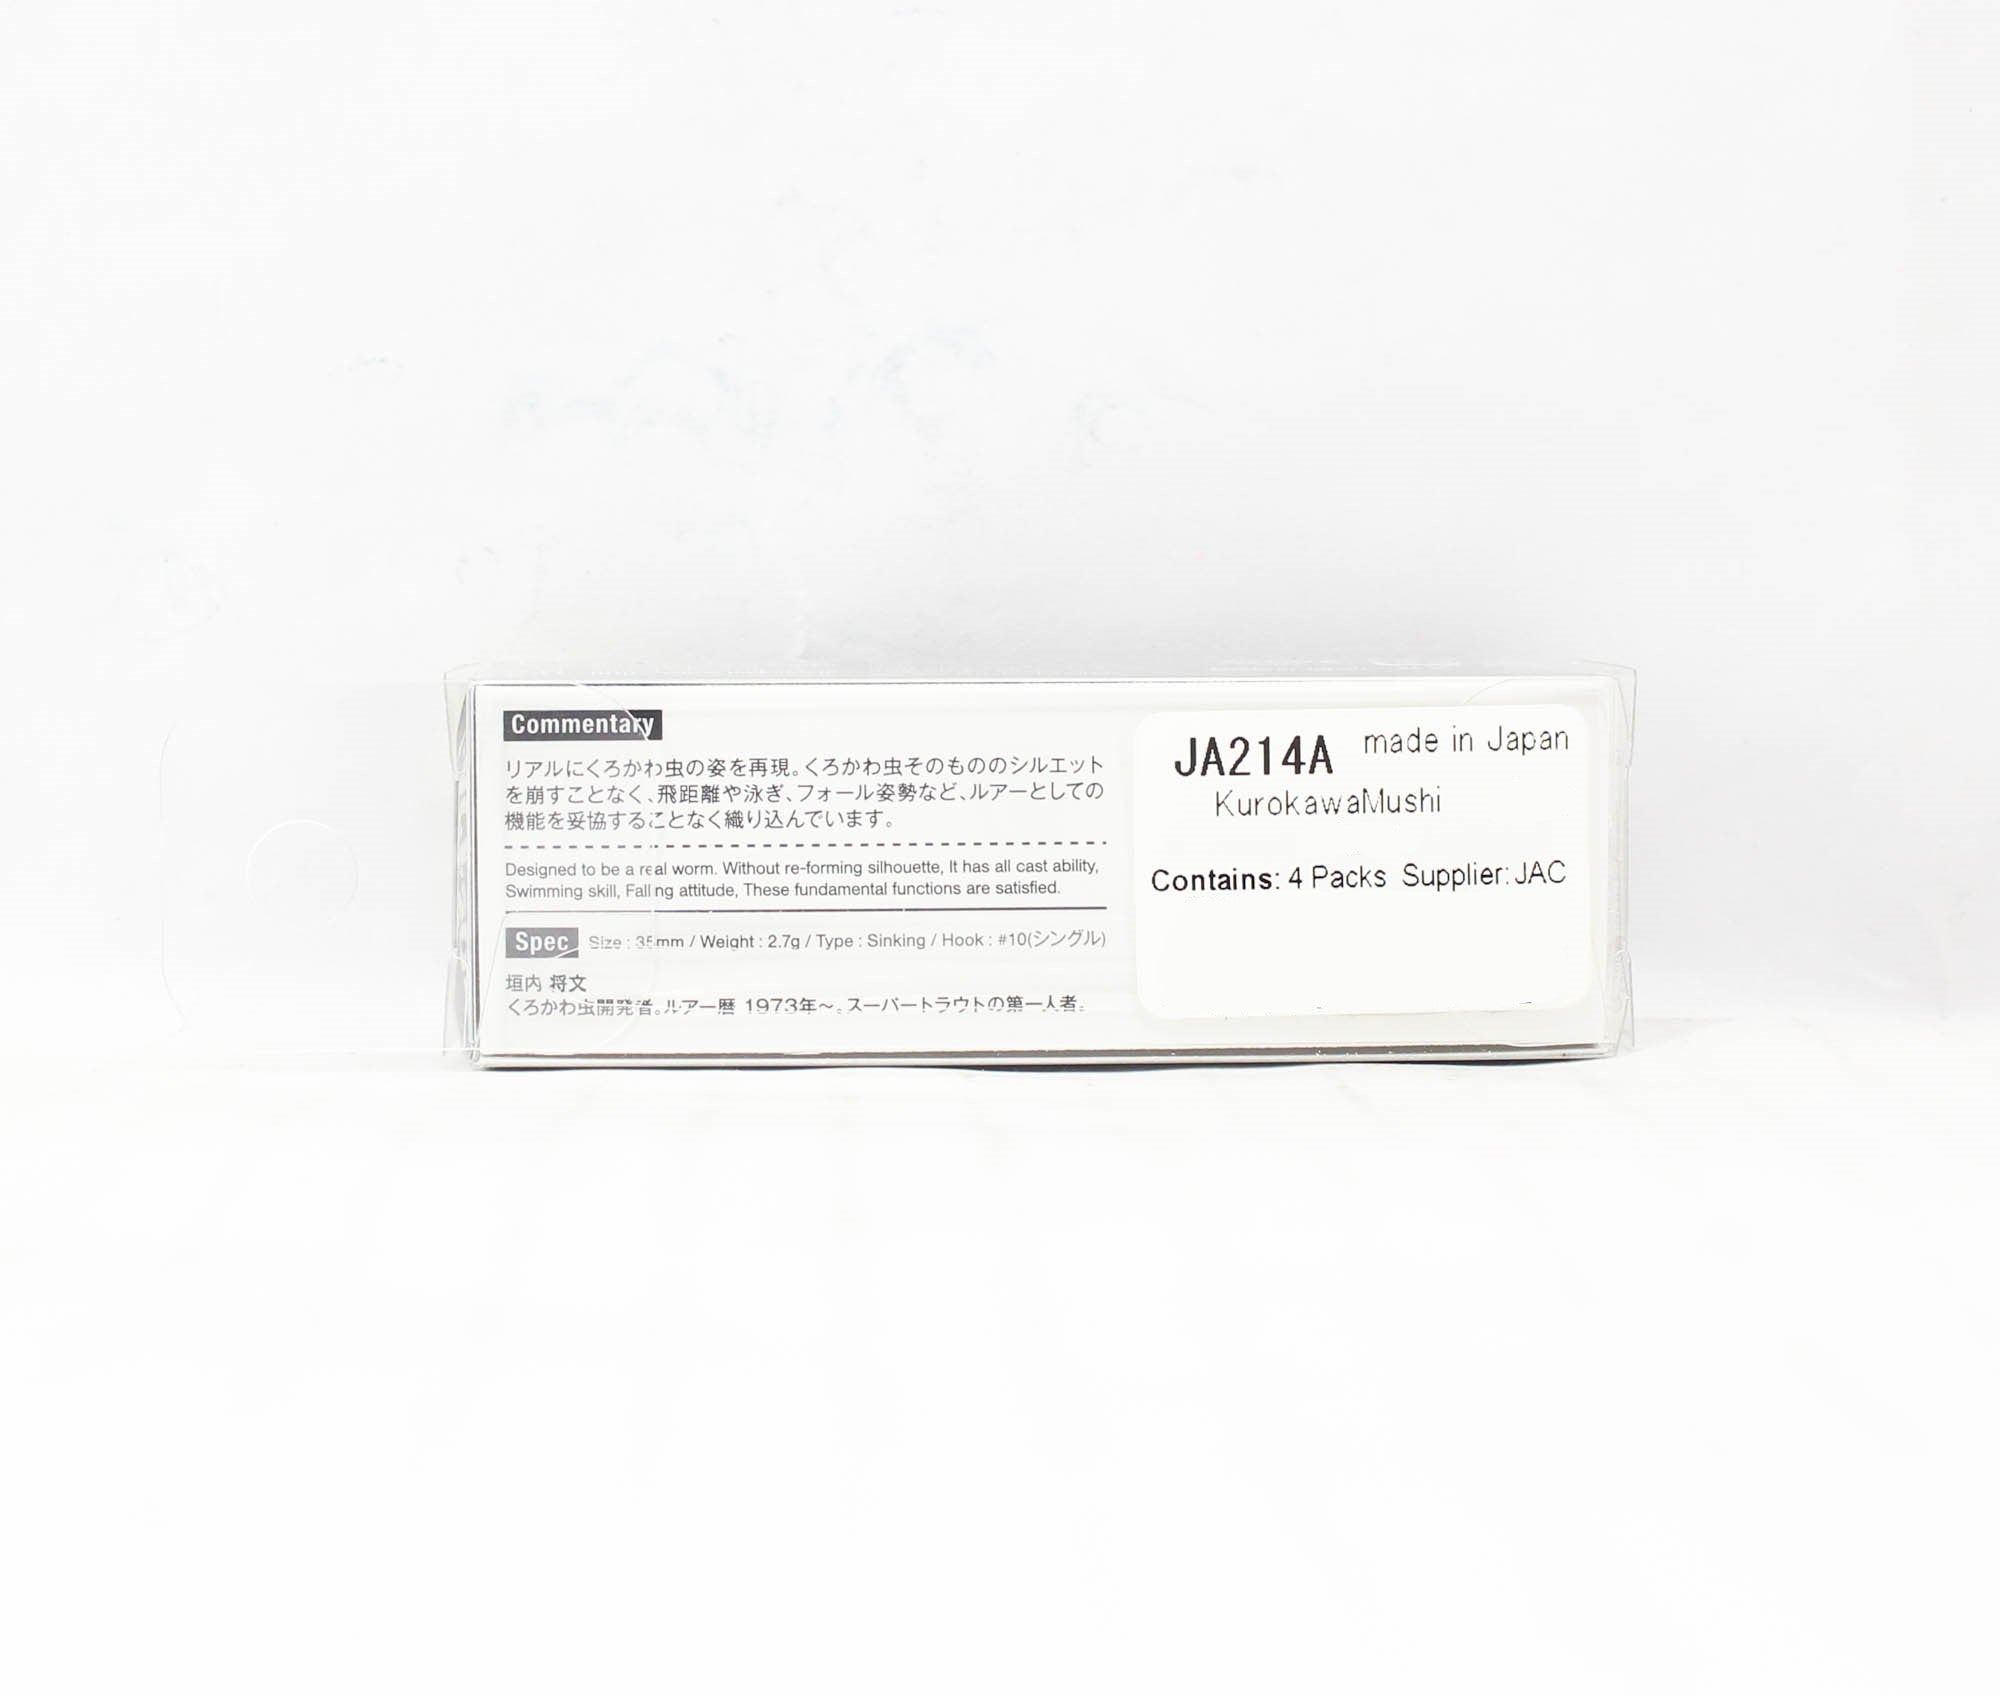 Commentary
リアルにくろかわ虫の姿を再現。くろかわ虫そのもののシルエット
を崩すことなく、飛距離や泳ぎ、フォール姿勢など、ルアーとしての
機能を妥協することなく織り込んでいます。
Designed to be a real worm. Without re-forming silhouette, It has all cast ability,
Swimming skill, Falling attitude, These fundamental functions are satisfied.
Spec Size : 35mm / Weight : 2.7g / Type : Sinking / Hook : #10(シングル)
垣内 将文
くろかわ虫開発者。ルアー暦 1973年〜。スーパートラウトの第一人者。
JA214A made in Japan
KurokawaMushi
Contains: 4 Packs Supplier: JAC